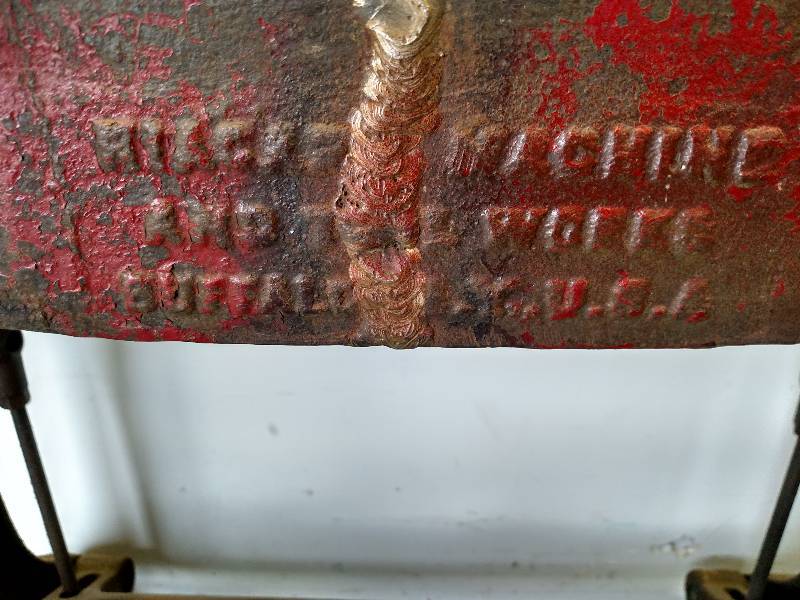 MACHINE
AND WORKS
BUFFALO N.Y. U.S.A